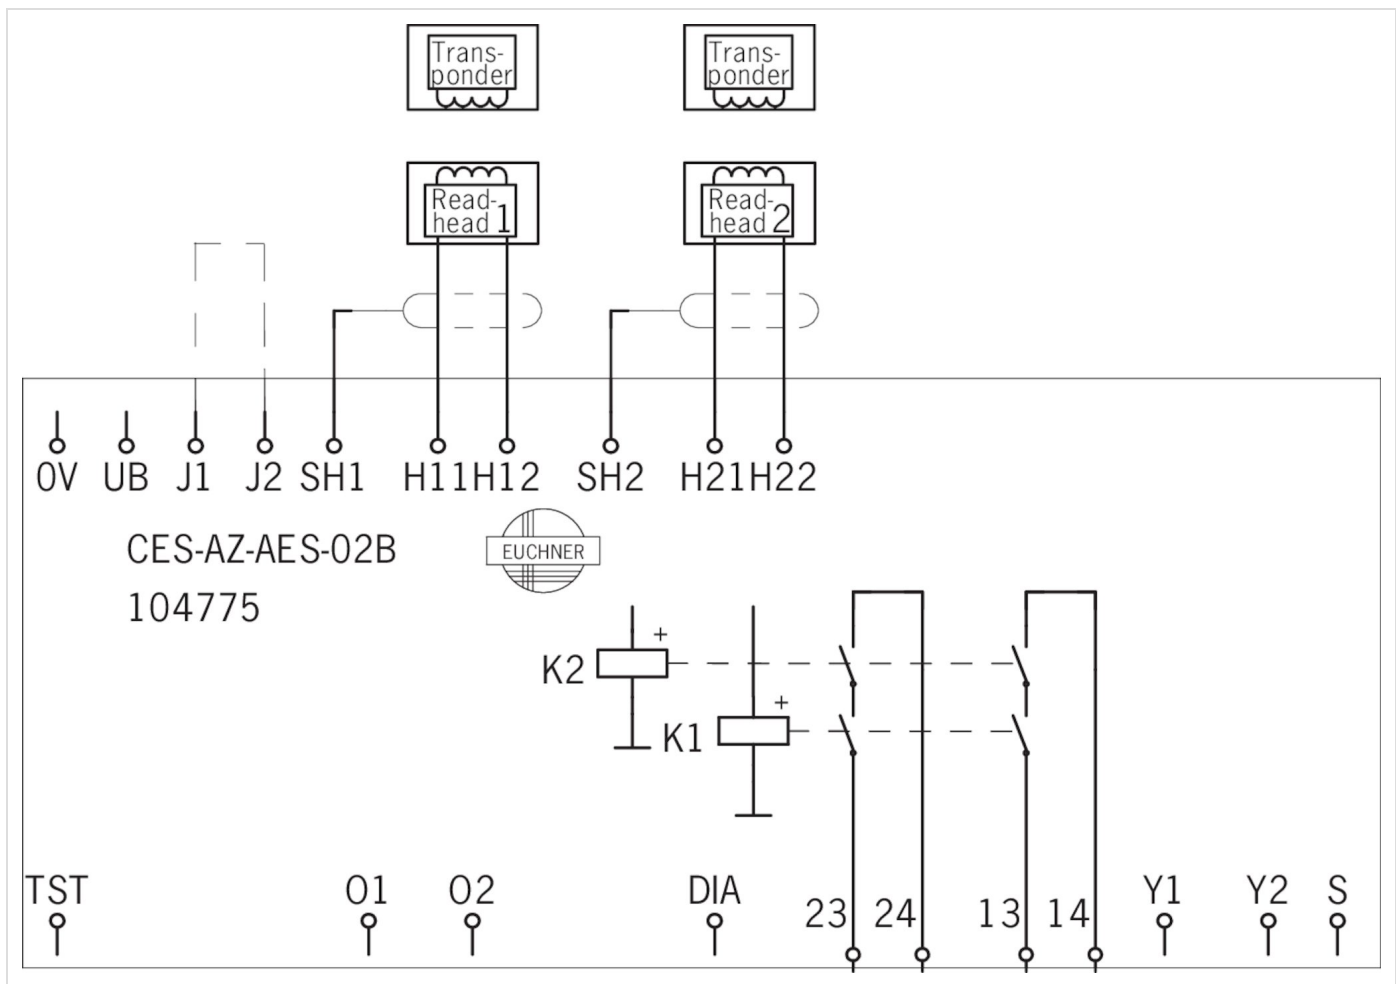 Trans-
ponder
Trans-
ponder
Read-
head 1
Read-
head 2
0V UB J1 J2 SH1 H11 H12 SH2 H21 H22
CES-AZ-AES-02B
104775
EUCHNER
K2 +
K1 +
TST O1 O2 DIA 23 24 13 14 Y1 Y2 S